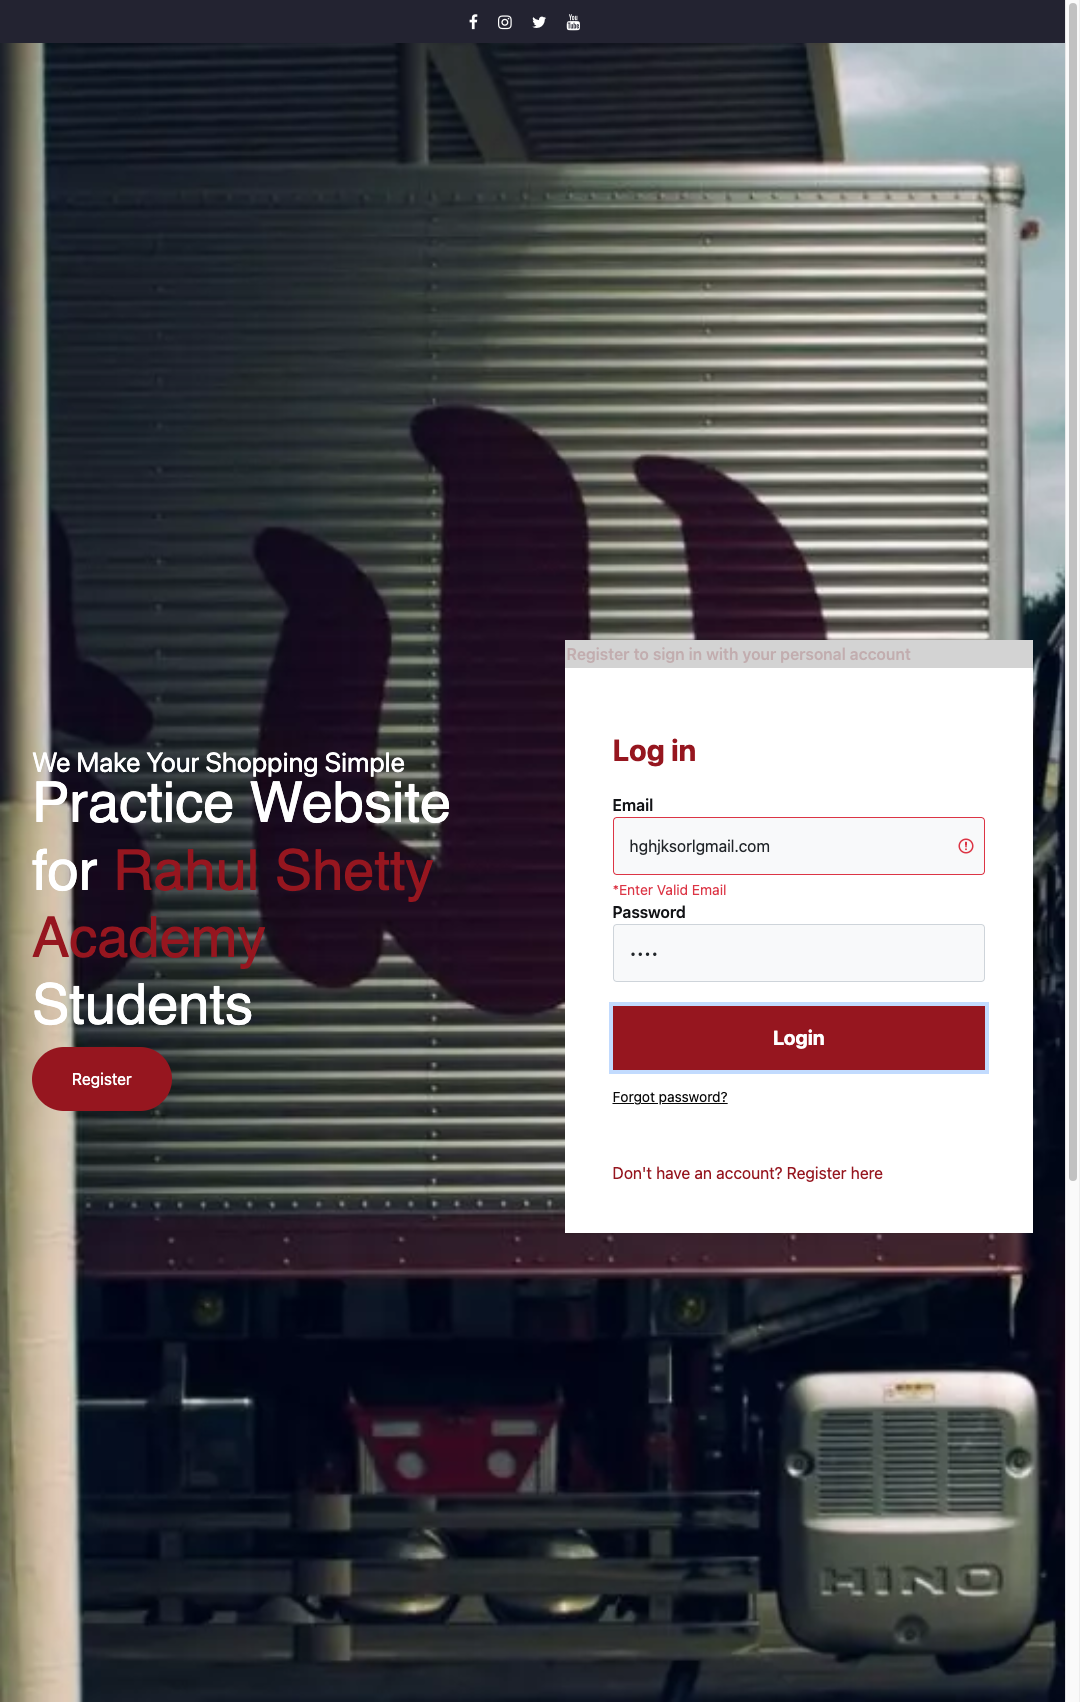 You
Tube
Register to sign in with your personal account
We Make Your Shopping Simple
Practice Website
for Rahul Shetty
Academy
Students
Register
Log in
Email
hghjksorlgmail.com
*Enter Valid Email
Password
Login
Forgot password?
Don't have an account? Register here
HINO